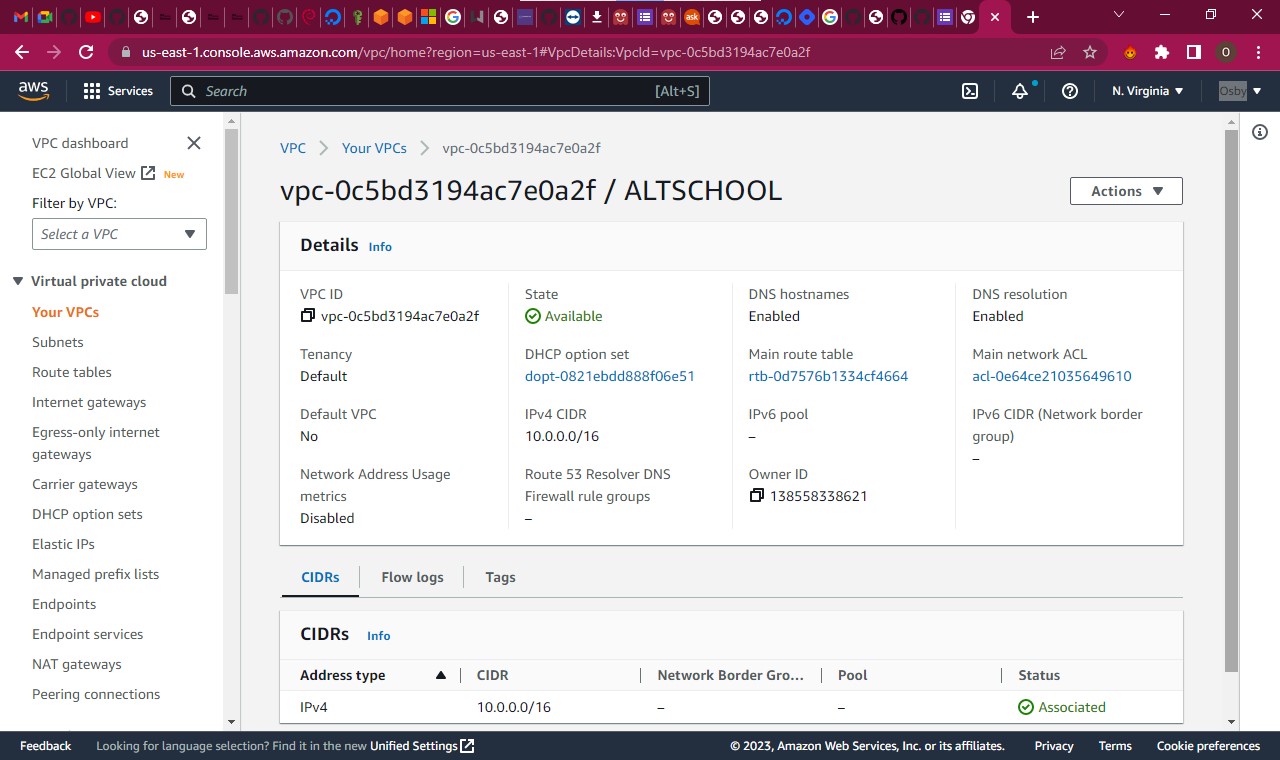 us-east-1.console.aws.amazon.com/vpc/home?region=us-east-1#VpcDetails:VpcId=vpc-0c5bd3194ac7e0a2f
O
aws
Services
Search
[Alt+S]
N. Virginia
Osby
VPC dashboard
EC2 Global View New
Filter by VPC:
Select a VPC
Virtual private cloud
Your VPCs
Subnets
Route tables
Internet gateways
Egress-only internet
gateways
Carrier gateways
DHCP option sets
Elastic IPs
Managed prefix lists
Endpoints
Endpoint services
NAT gateways
Peering connections
VPC Your VPCs vpc-0c5bd3194ac7e0a2f
vpc-0c5bd3194ac7e0a2f / ALTSCHOOL
Actions
Details Info
VPC ID
vpc-0c5bd3194ac7e0a2f
State
Available
DNS hostnames
Enabled
DNS resolution
Enabled
Tenancy
Default
DHCP option set
dopt-0821ebdd888f06e51
Main route table
rtb-0d7576b1334cf4664
Main network ACL
acl-0e64ce21035649610
Default VPC
No
IPv4 CIDR
10.0.0.0/16
IPv6 pool
–
IPv6 CIDR (Network border
group)
–
Network Address Usage
metrics
Disabled
Route 53 Resolver DNS
Firewall rule groups
–
Owner ID
138558338621
CIDRs Flow logs Tags
CIDRs Info
Address type CIDR Network Border Gro... Pool Status
IPv4 10.0.0.0/16 – – Associated
Feedback Looking for language selection? Find it in the new Unified Settings © 2023, Amazon Web Services, Inc. or its affiliates. Privacy Terms Cookie preferences